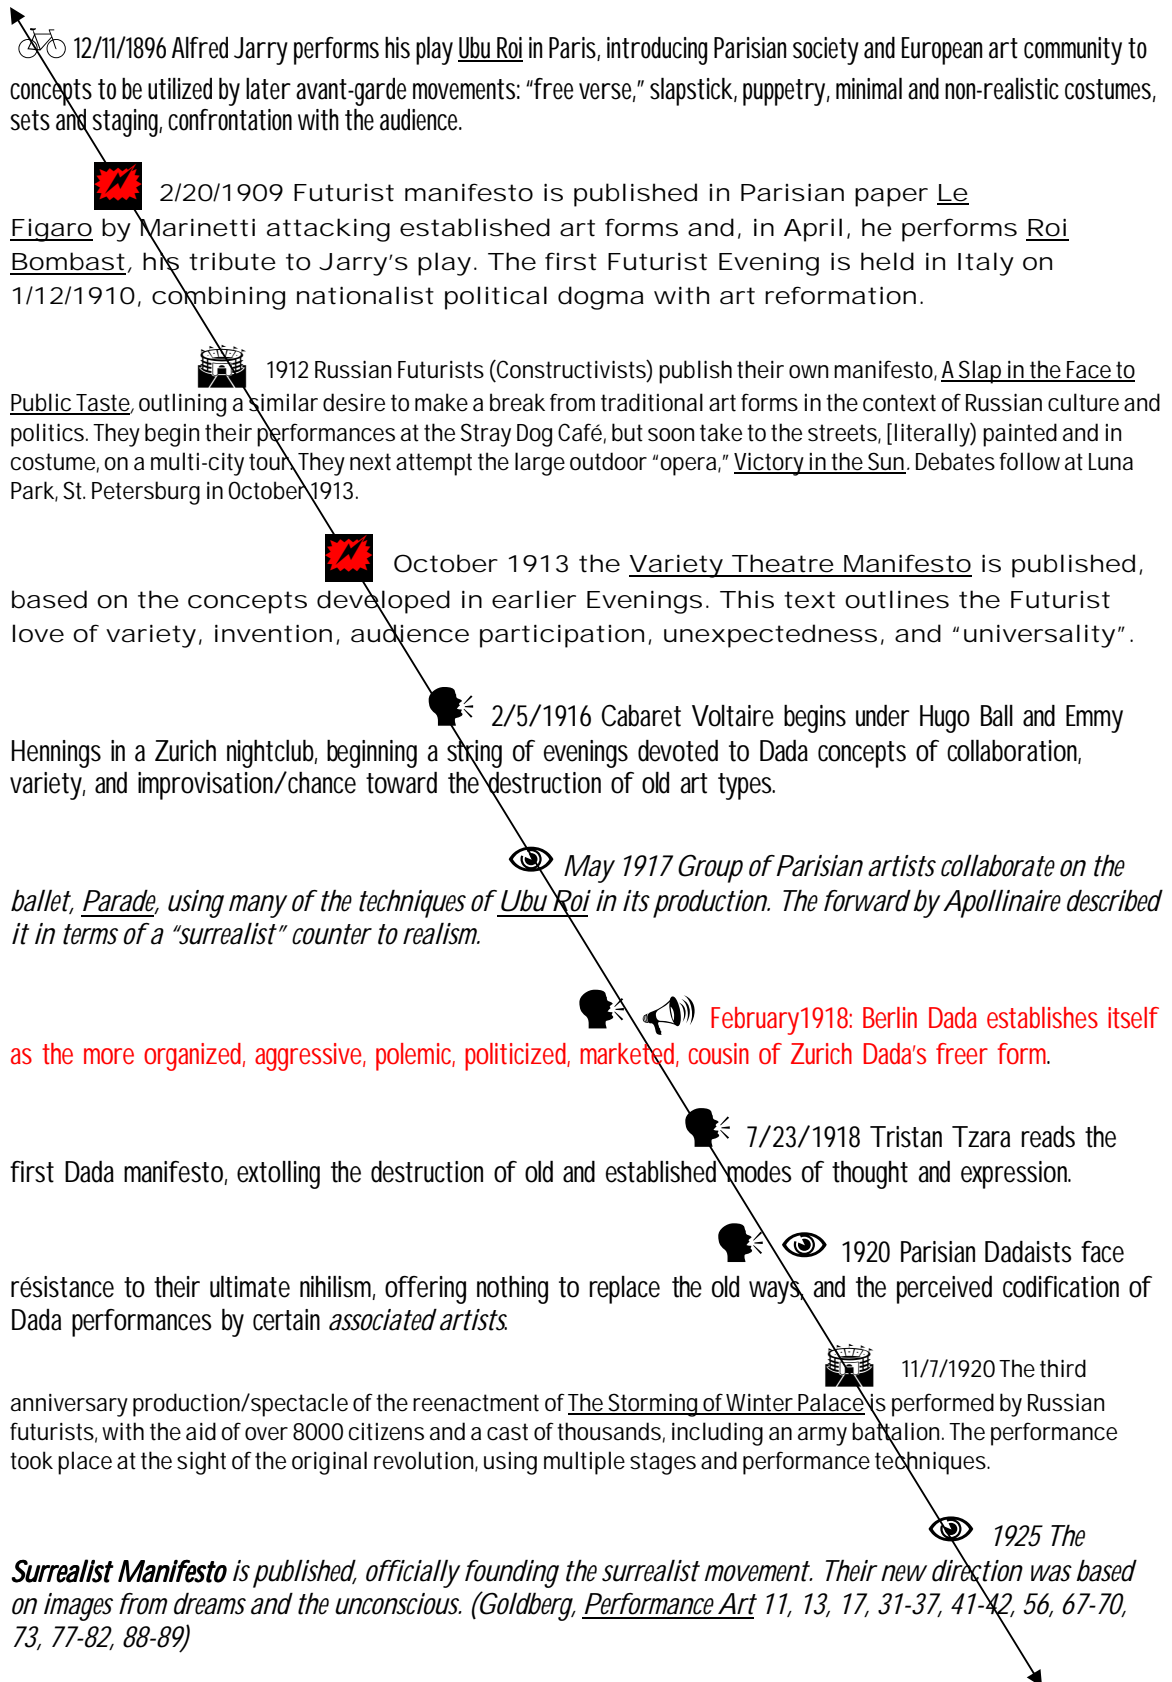 12/11/1896 Alfred Jarry performs his play Ubu Roi in Paris, introducing Parisian society and European art community to
concepts to be utilized by later avant-garde movements: “free verse,” slapstick, puppetry, minimal and non-realistic costumes,
sets and staging, confrontation with the audience.
2/20/1909 Futurist manifesto is published in Parisian paper Le
Figaro by Marinetti attacking established art forms and, in April, he performs Roi
Bombast, his tribute to Jarry’s play. The first Futurist Evening is held in Italy on
1/12/1910, combining nationalist political dogma with art reformation.
1912 Russian Futurists (Constructivists) publish their own manifesto, A Slap in the Face to
Public Taste, outlining a similar desire to make a break from traditional art forms in the context of Russian culture and
politics. They begin their performances at the Stray Dog Café, but soon take to the streets, [literally) painted and in
costume, on a multi-city tour. They next attempt the large outdoor “opera,” Victory in the Sun. Debates follow at Luna
Park, St. Petersburg in October 1913.
October 1913 the Variety Theatre Manifesto is published,
based on the concepts developed in earlier Evenings. This text outlines the Futurist
love of variety, invention, audience participation, unexpectedness, and “universality”.
2/5/1916 Cabaret Voltaire begins under Hugo Ball and Emmy
Hennings in a Zurich nightclub, beginning a string of evenings devoted to Dada concepts of collaboration,
variety, and improvisation/chance toward the destruction of old art types.
May 1917 Group of Parisian artists collaborate on the
ballet, Parade, using many of the techniques of Ubu Roi in its production. The forward by Apollinaire described
it in terms of a “surrealist” counter to realism.
February1918: Berlin Dada establishes itself
as the more organized, aggressive, polemic, politicized, marketed, cousin of Zurich Dada’s freer form.
7/23/1918 Tristan Tzara reads the
first Dada manifesto, extolling the destruction of old and established modes of thought and expression.
1920 Parisian Dadaists face
résistance to their ultimate nihilism, offering nothing to replace the old ways, and the perceived codification of
Dada performances by certain associated artists.
11/7/1920 The third
anniversary production/spectacle of the reenactment of The Storming of Winter Palace is performed by Russian
futurists, with the aid of over 8000 citizens and a cast of thousands, including an army battalion. The performance
took place at the sight of the original revolution, using multiple stages and performance techniques.
1925 The
Surrealist Manifesto is published, officially founding the surrealist movement. Their new direction was based
on images from dreams and the unconscious. (Goldberg, Performance Art 11, 13, 17, 31-37, 41-42, 56, 67-70,
73, 77-82, 88-89)